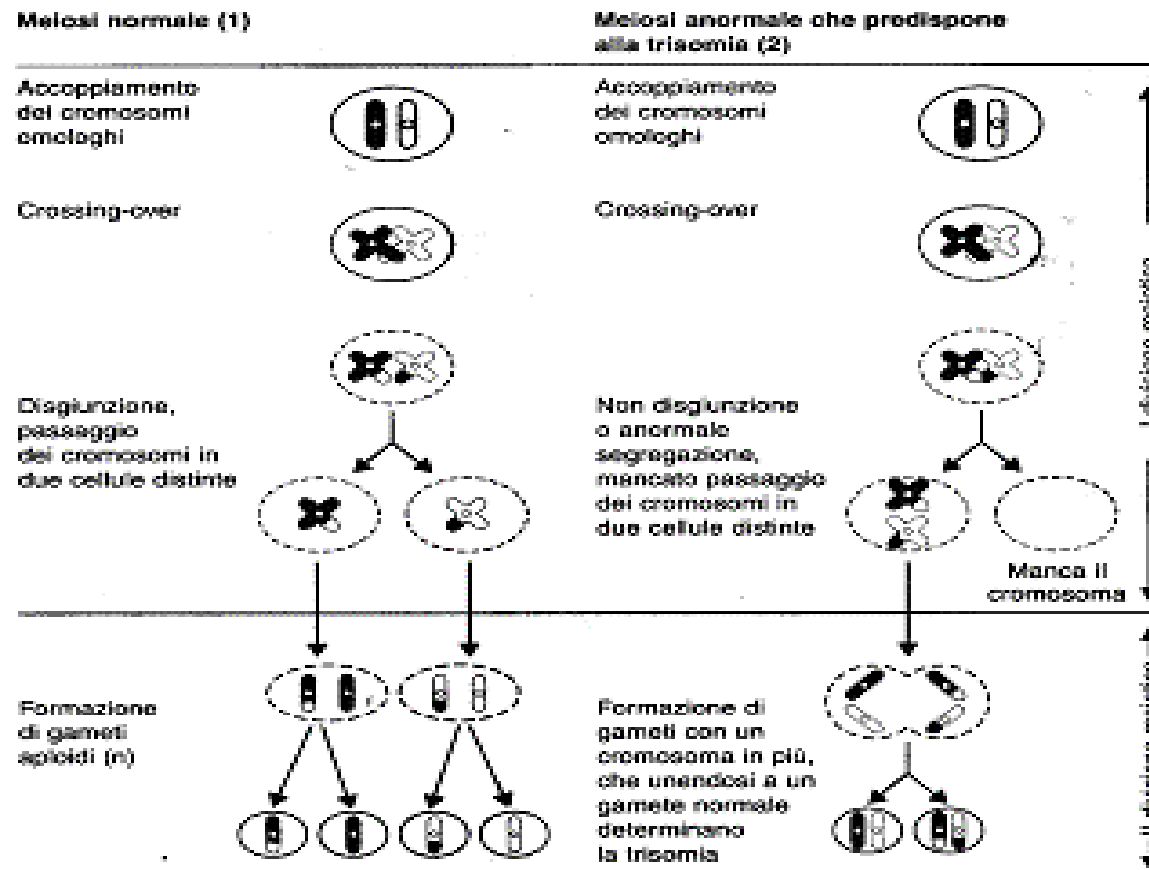 Meiosi normale (1)
Accoppiamento
dei cromosomi
omologhi
Crossing-over
Disgiunzione,
passaggio
dei cromosomi in
due cellule distinte
Formazione
di gameti
aploidi (n)
Meiosi anormale che predispone
alla trisomia (2)
Accoppiamento
dei cromosomi
omologhi
Crossing-over
Non disgiunzione
o anormale
segregazione,
mancato passaggio
dei cromosomi in
due cellule distinte
Manca il
cromosoma
Formazione di
gameti con un
cromosoma in più,
che unendosi a un
gamete normale
determinano
la trisomia